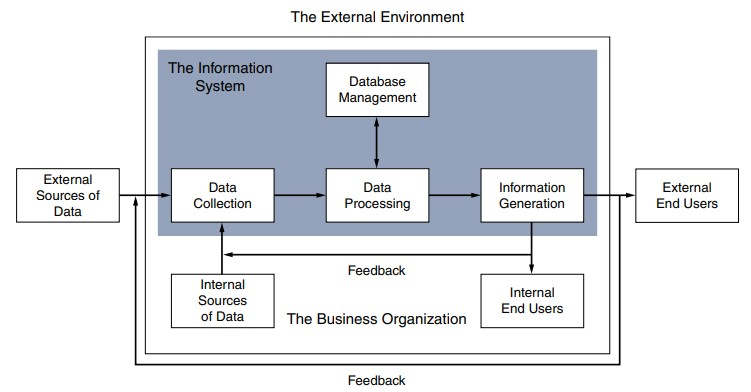 The External Environment
The Information
System
Database
Management
External
Sources of
Data
Data
Collection
Data
Processing
Information
Generation
External
End Users
Feedback
Internal
Sources
of Data
The Business Organization
Internal
End Users
Feedback